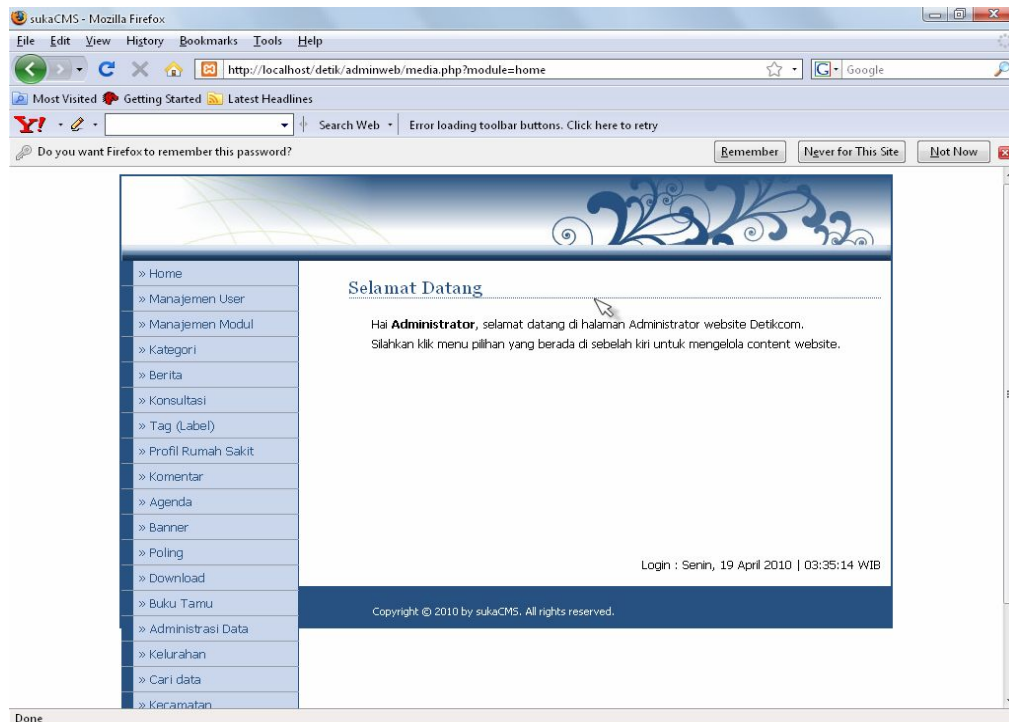 sukaCMS - Mozilla Firefox
File Edit View History Bookmarks Tools Help
http://localhost/detik/adminweb/media.php?module=home
G Google
Most Visited Getting Started Latest Headlines
Y! Search Web Error loading toolbar buttons. Click here to retry
Do you want Firefox to remember this password? Remember Never for This Site Not Now
» Home
» Manajemen User
» Manajemen Modul
» Kategori
» Berita
» Konsultasi
» Tag (Label)
» Profil Rumah Sakit
» Komentar
» Agenda
» Banner
» Poling
» Download
» Buku Tamu
» Administrasi Data
» Kelurahan
» Cari data
» Kecamatan
Selamat Datang
Hai Administrator, selamat datang di halaman Administrator website Detikcom.
Silahkan klik menu pilihan yang berada di sebelah kiri untuk mengelola content website.
Login : Senin, 19 April 2010 | 03:35:14 WIB
Copyright © 2010 by sukaCMS. All rights reserved.
Done